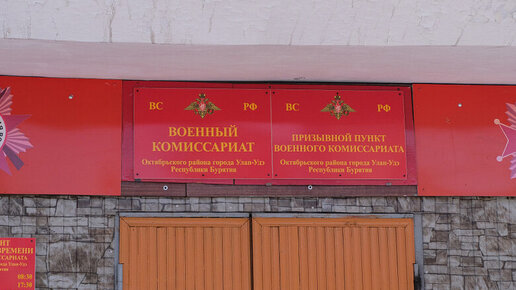 ВС РФ
ВОЕННЫЙ
КОМИССАРИАТ
Октябрьского района города Улан-Удэ
Республики Бурятия
ВС РФ
ПРИЗЫВНОЙ ПУНКТ
ВОЕННОГО КОМИССАРИАТА
Октябрьского района города Улан-Удэ
Республики Бурятия
08:30
17:30